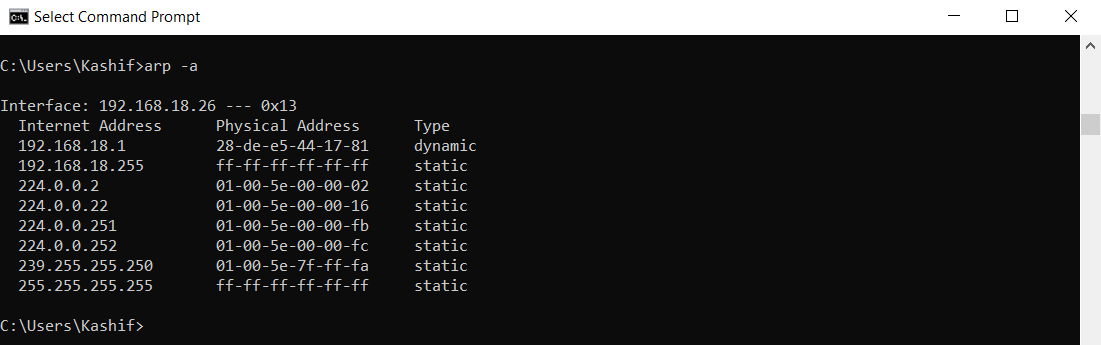 Select Command Prompt
C:\Users\Kashif>arp -a
Interface: 192.168.18.26 --- 0x13
Internet Address Physical Address Type
192.168.18.1 28-de-e5-44-17-81 dynamic
192.168.18.255 ff-ff-ff-ff-ff-ff static
224.0.0.2 01-00-5e-00-00-02 static
224.0.0.22 01-00-5e-00-00-16 static
224.0.0.251 01-00-5e-00-00-fb static
224.0.0.252 01-00-5e-00-00-fc static
239.255.255.250 01-00-5e-7f-ff-fa static
255.255.255.255 ff-ff-ff-ff-ff-ff static
C:\Users\Kashif>